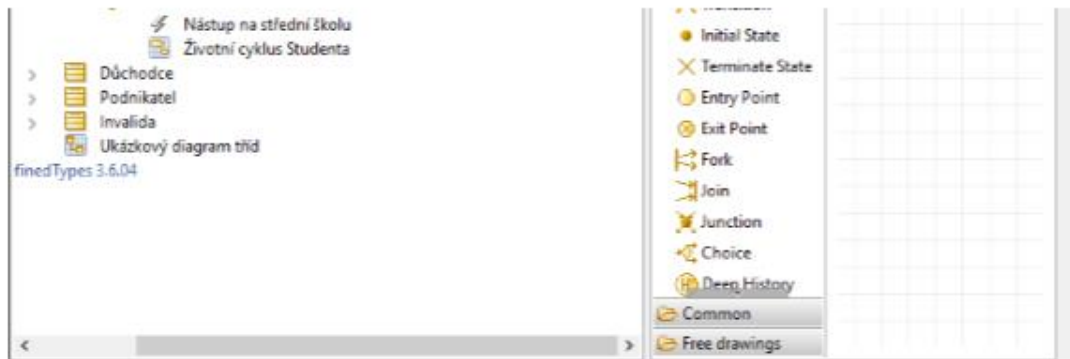 Nástup na střední školu
Životní cyklus Studenta
Důchodce
Podnikatel
Invalida
Ukázkový diagram tříd
finedTypes 3.6.04
Initial State
Terminate State
Entry Point
Exit Point
Fork
Join
Junction
Choice
Deep History
Common
Free drawings